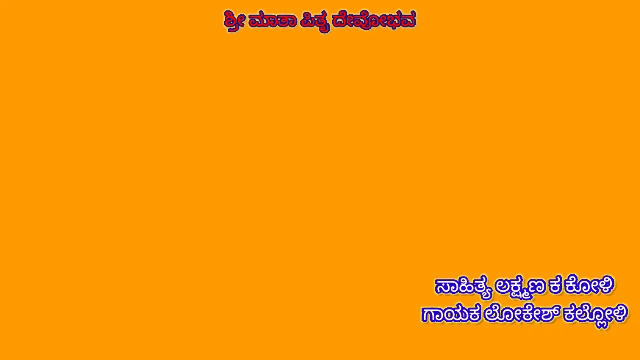 ಶ್ರೀ ಮಾತಾ ಪಿತೃ ದೇವೋಭವ
ಸಾಹಿತ್ಯ ಲಕ್ಷ್ಮಣ ಕ ಕೋಳಿ
ಗಾಯಕ ಲೋಕೇಶ್ ಕಲ್ಲೋಳಿ